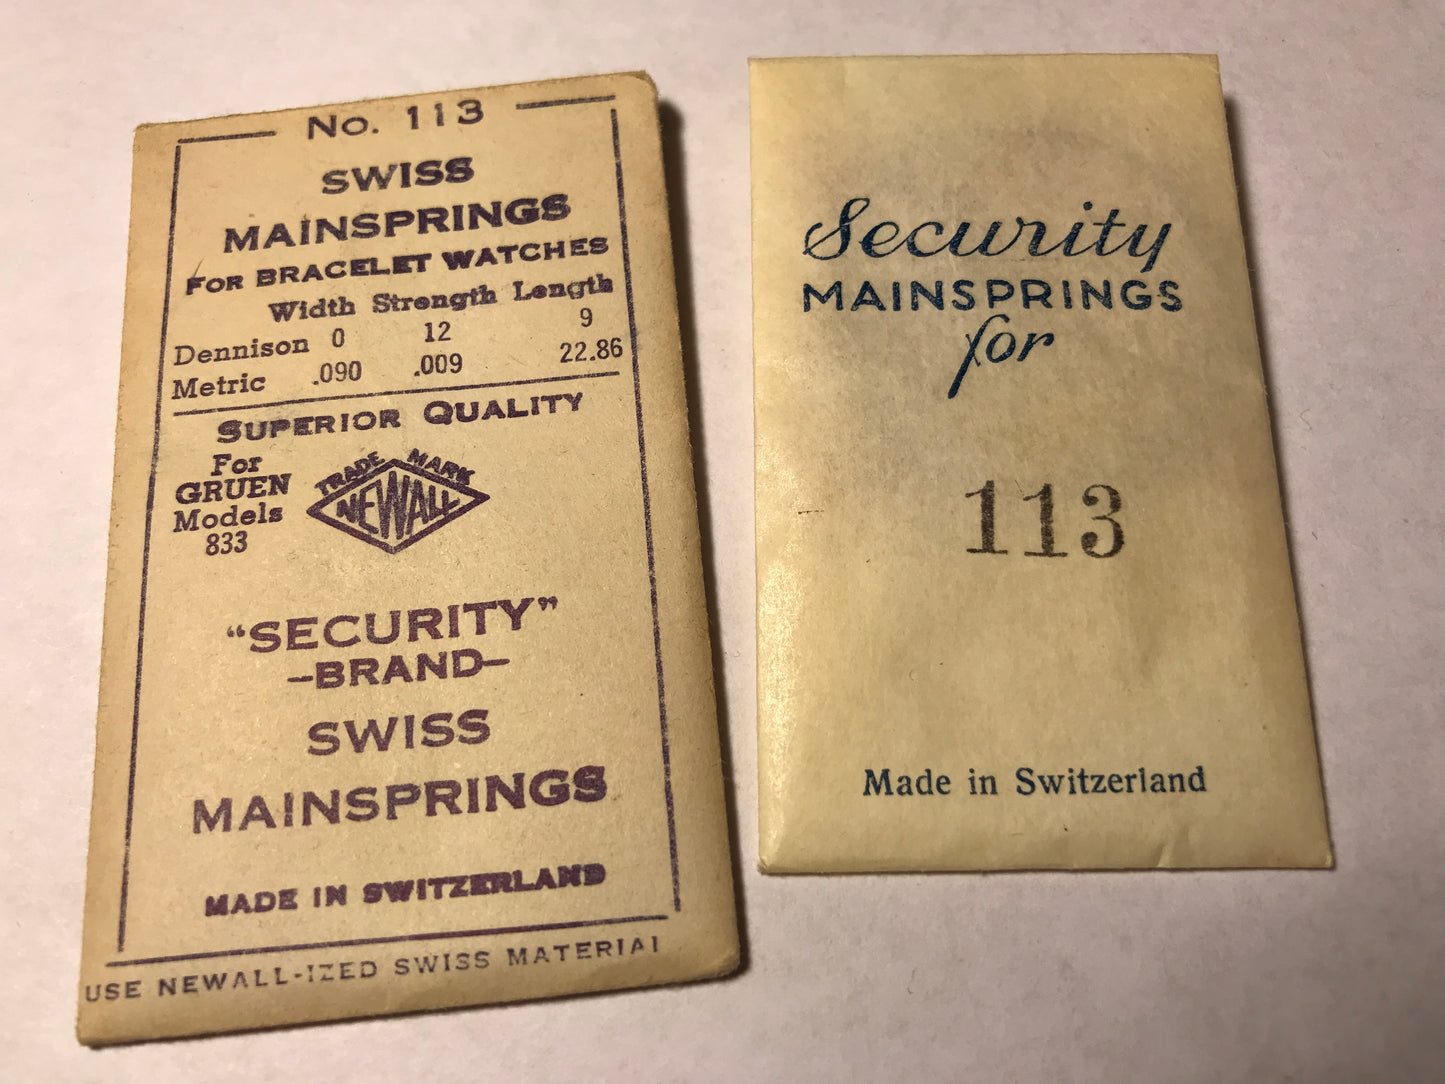 No. 113
SWISS
MAINSPRINGS
FOR BRACELET WATCHES
Width Strength Length
Dennison 0 12 9
Metric .090 .009 22.86
SUPERIOR QUALITY
For
GRUEN
Models
833
TRADE MARK
NEWALL
"SECURITY"
-BRAND-
SWISS
MAINSPRINGS
MADE IN SWITZERLAND
USE NEWALL-IZED SWISS MATERIAL
Security
MAINSPRINGS
for
113
Made in Switzerland